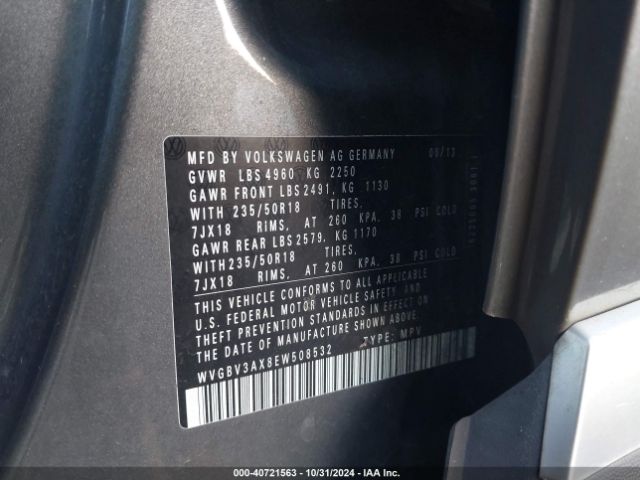 MFD BY VOLKSWAGEN AG GERMANY 09/13
GVWR LBS 4960 KG 2250
GAWR FRONT LBS 2491, KG 1130
WITH 235/50R18 TIRES,
7JX18 RIMS, AT 260 KPA, 38 PSI COLD
GAWR REAR LBS 2579, KG 1170
WITH 235/50R18 TIRES,
7JX18 RIMS, AT 260 KPA, 38 PSI COLD
THIS VEHICLE CONFORMS TO ALL APPLICABLE
U.S. FEDERAL MOTOR VEHICLE SAFETY AND
THEFT PREVENTION STANDARDS IN EFFECT ON
THE DATE OF MANUFACTURE SHOWN ABOVE.
WVGBV3AX8EW508532 TYPE: MPV
000-40721563 - 10/31/2024 - IAA Inc.